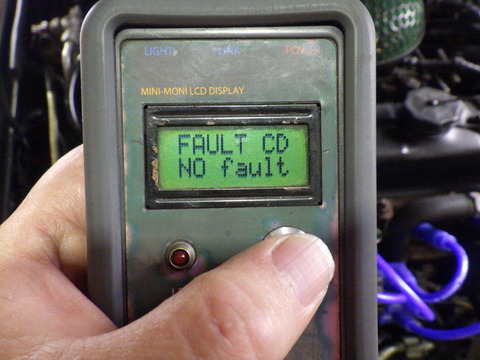 LIGHT LINK POWER
MINI-MONI LCD DISPLAY
FAULT CD
NO fault